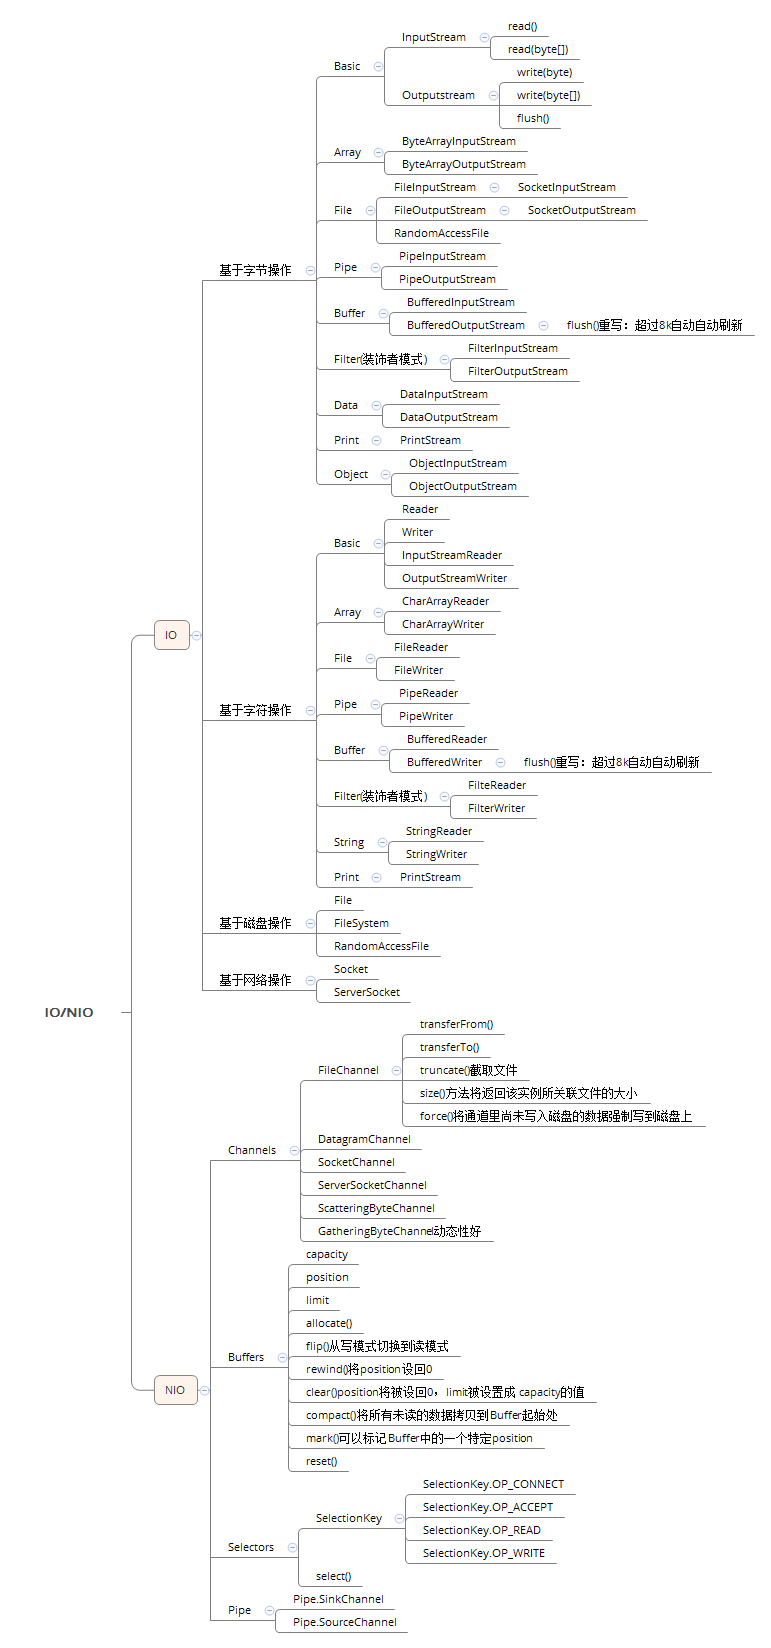 IO/NIO
IO
基于字节操作
Basic
InputStream
read()
read(byte[])
Outputstream
write(byte)
write(byte[])
flush()
Array
ByteArrayInputStream
ByteArrayOutputStream
File
FileInputStream
SocketInputStream
FileOutputStream
SocketOutputStream
RandomAccessFile
Pipe
PipeInputStream
PipeOutputStream
Buffer
BufferedInputStream
BufferedOutputStream
flush()重写：超过8k自动自动刷新
Filter(装饰者模式)
FilterInputStream
FilterOutputStream
Data
DataInputStream
DataOutputStream
Print
PrintStream
Object
ObjectInputStream
ObjectOutputStream
基于字符操作
Basic
Reader
Writer
InputStreamReader
OutputStreamWriter
Array
CharArrayReader
CharArrayWriter
File
FileReader
FileWriter
Pipe
PipeReader
PipeWriter
Buffer
BufferedReader
BufferedWriter
flush()重写：超过8k自动自动刷新
Filter(装饰者模式)
FilteReader
FilterWriter
String
StringReader
StringWriter
Print
PrintStream
基于磁盘操作
File
FileSystem
RandomAccessFile
基于网络操作
Socket
ServerSocket
NIO
Channels
FileChannel
transferFrom()
transferTo()
truncate()截取文件
size()方法将返回该实例所关联文件的大小
force()将通道里尚未写入磁盘的数据强制写到磁盘上
DatagramChannel
SocketChannel
ServerSocketChannel
ScatteringByteChannel
GatheringByteChannel动态性好
Buffers
capacity
position
limit
allocate()
flip()从写模式切换到读模式
rewind()将position设回0
clear()position将被设回0，limit被设置成 capacity的值
compact()将所有未读的数据拷贝到Buffer起始处
mark()可以标记Buffer中的一个特定position
reset()
Selectors
SelectionKey
SelectionKey.OP_CONNECT
SelectionKey.OP_ACCEPT
SelectionKey.OP_READ
SelectionKey.OP_WRITE
select()
Pipe
Pipe.SinkChannel
Pipe.SourceChannel